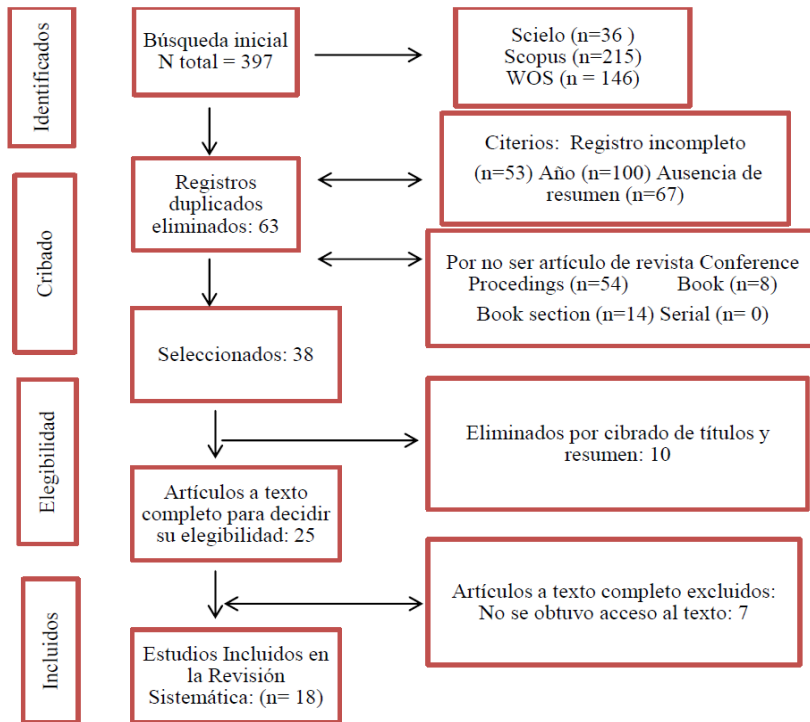 Identificados
Búsqueda inicial
N total = 397
Scielo (n=36 )
Scopus (n=215)
WOS (n = 146)
Cribado
Registros
duplicados
eliminados: 63
Criterios: Registro incompleto
(n=53) Año (n=100) Ausencia de
resumen (n=67)
Por no ser artículo de revista Conference
Procedings (n=54) Book (n=8)
Book section (n=14) Serial (n= 0)
Seleccionados: 38
Elegibilidad
Eliminados por cibrado de títulos y
resumen: 10
Artículos a texto
completo para decidir
su elegibilidad: 25
Incluidos
Artículos a texto completo excluidos:
No se obtuvo acceso al texto: 7
Estudios Incluidos en
la Revisión
Sistemática: (n= 18)